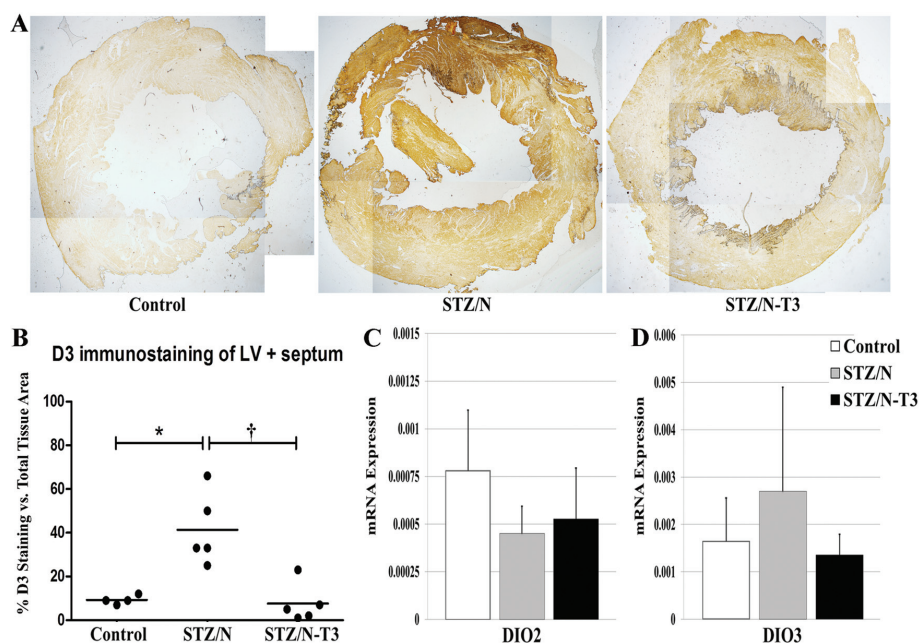 A
Control
STZ/N
STZ/N-T3
B
D3 immunostaining of LV + septum
% D3 Staining vs. Total Tissue Area
100
80
60
40
20
0
*
†
Control
STZ/N
STZ/N-T3
C
mRNA Expression
0.0015
0.00125
0.001
0.00075
0.0005
0.00025
0
DIO2
D
mRNA Expression
0.006
0.005
0.004
0.003
0.002
0.001
0
Control
STZ/N
STZ/N-T3
DIO3